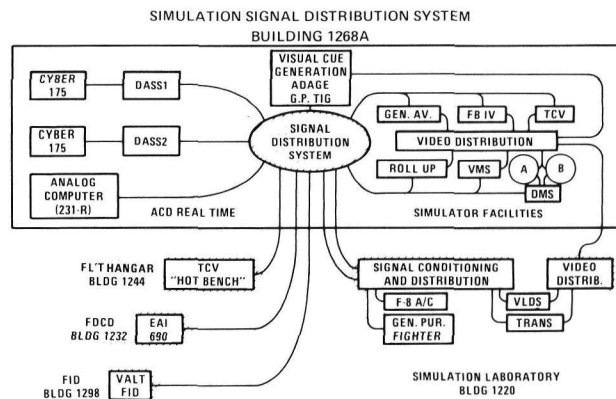 SIMULATION SIGNAL DISTRIBUTION SYSTEM
BUILDING 1268A
VISUAL CUE
GENERATION
ADAGE
G.P. TIG
CYBER
175
DASS1
CYBER
175
DASS2
ANALOG
COMPUTER
(231-R)
ACD REAL TIME
SIGNAL
DISTRIBUTION
SYSTEM
GEN. AV.
FB IV
TCV
VIDEO DISTRIBUTION
ROLL UP
VMS
A
B
DMS
SIMULATOR FACILITIES
FL'T HANGAR
BLDG 1244
TCV
"HOT BENCH"
FDCD
BLDG 1232
EAI
690
FID
BLDG 1298
VALT
FID
SIGNAL CONDITIONING
AND DISTRIBUTION
F-8 A/C
GEN. PUR.
FIGHTER
VIDEO
DISTRIB.
VLDS
TRANS
SIMULATION LABORATORY
BLDG 1220